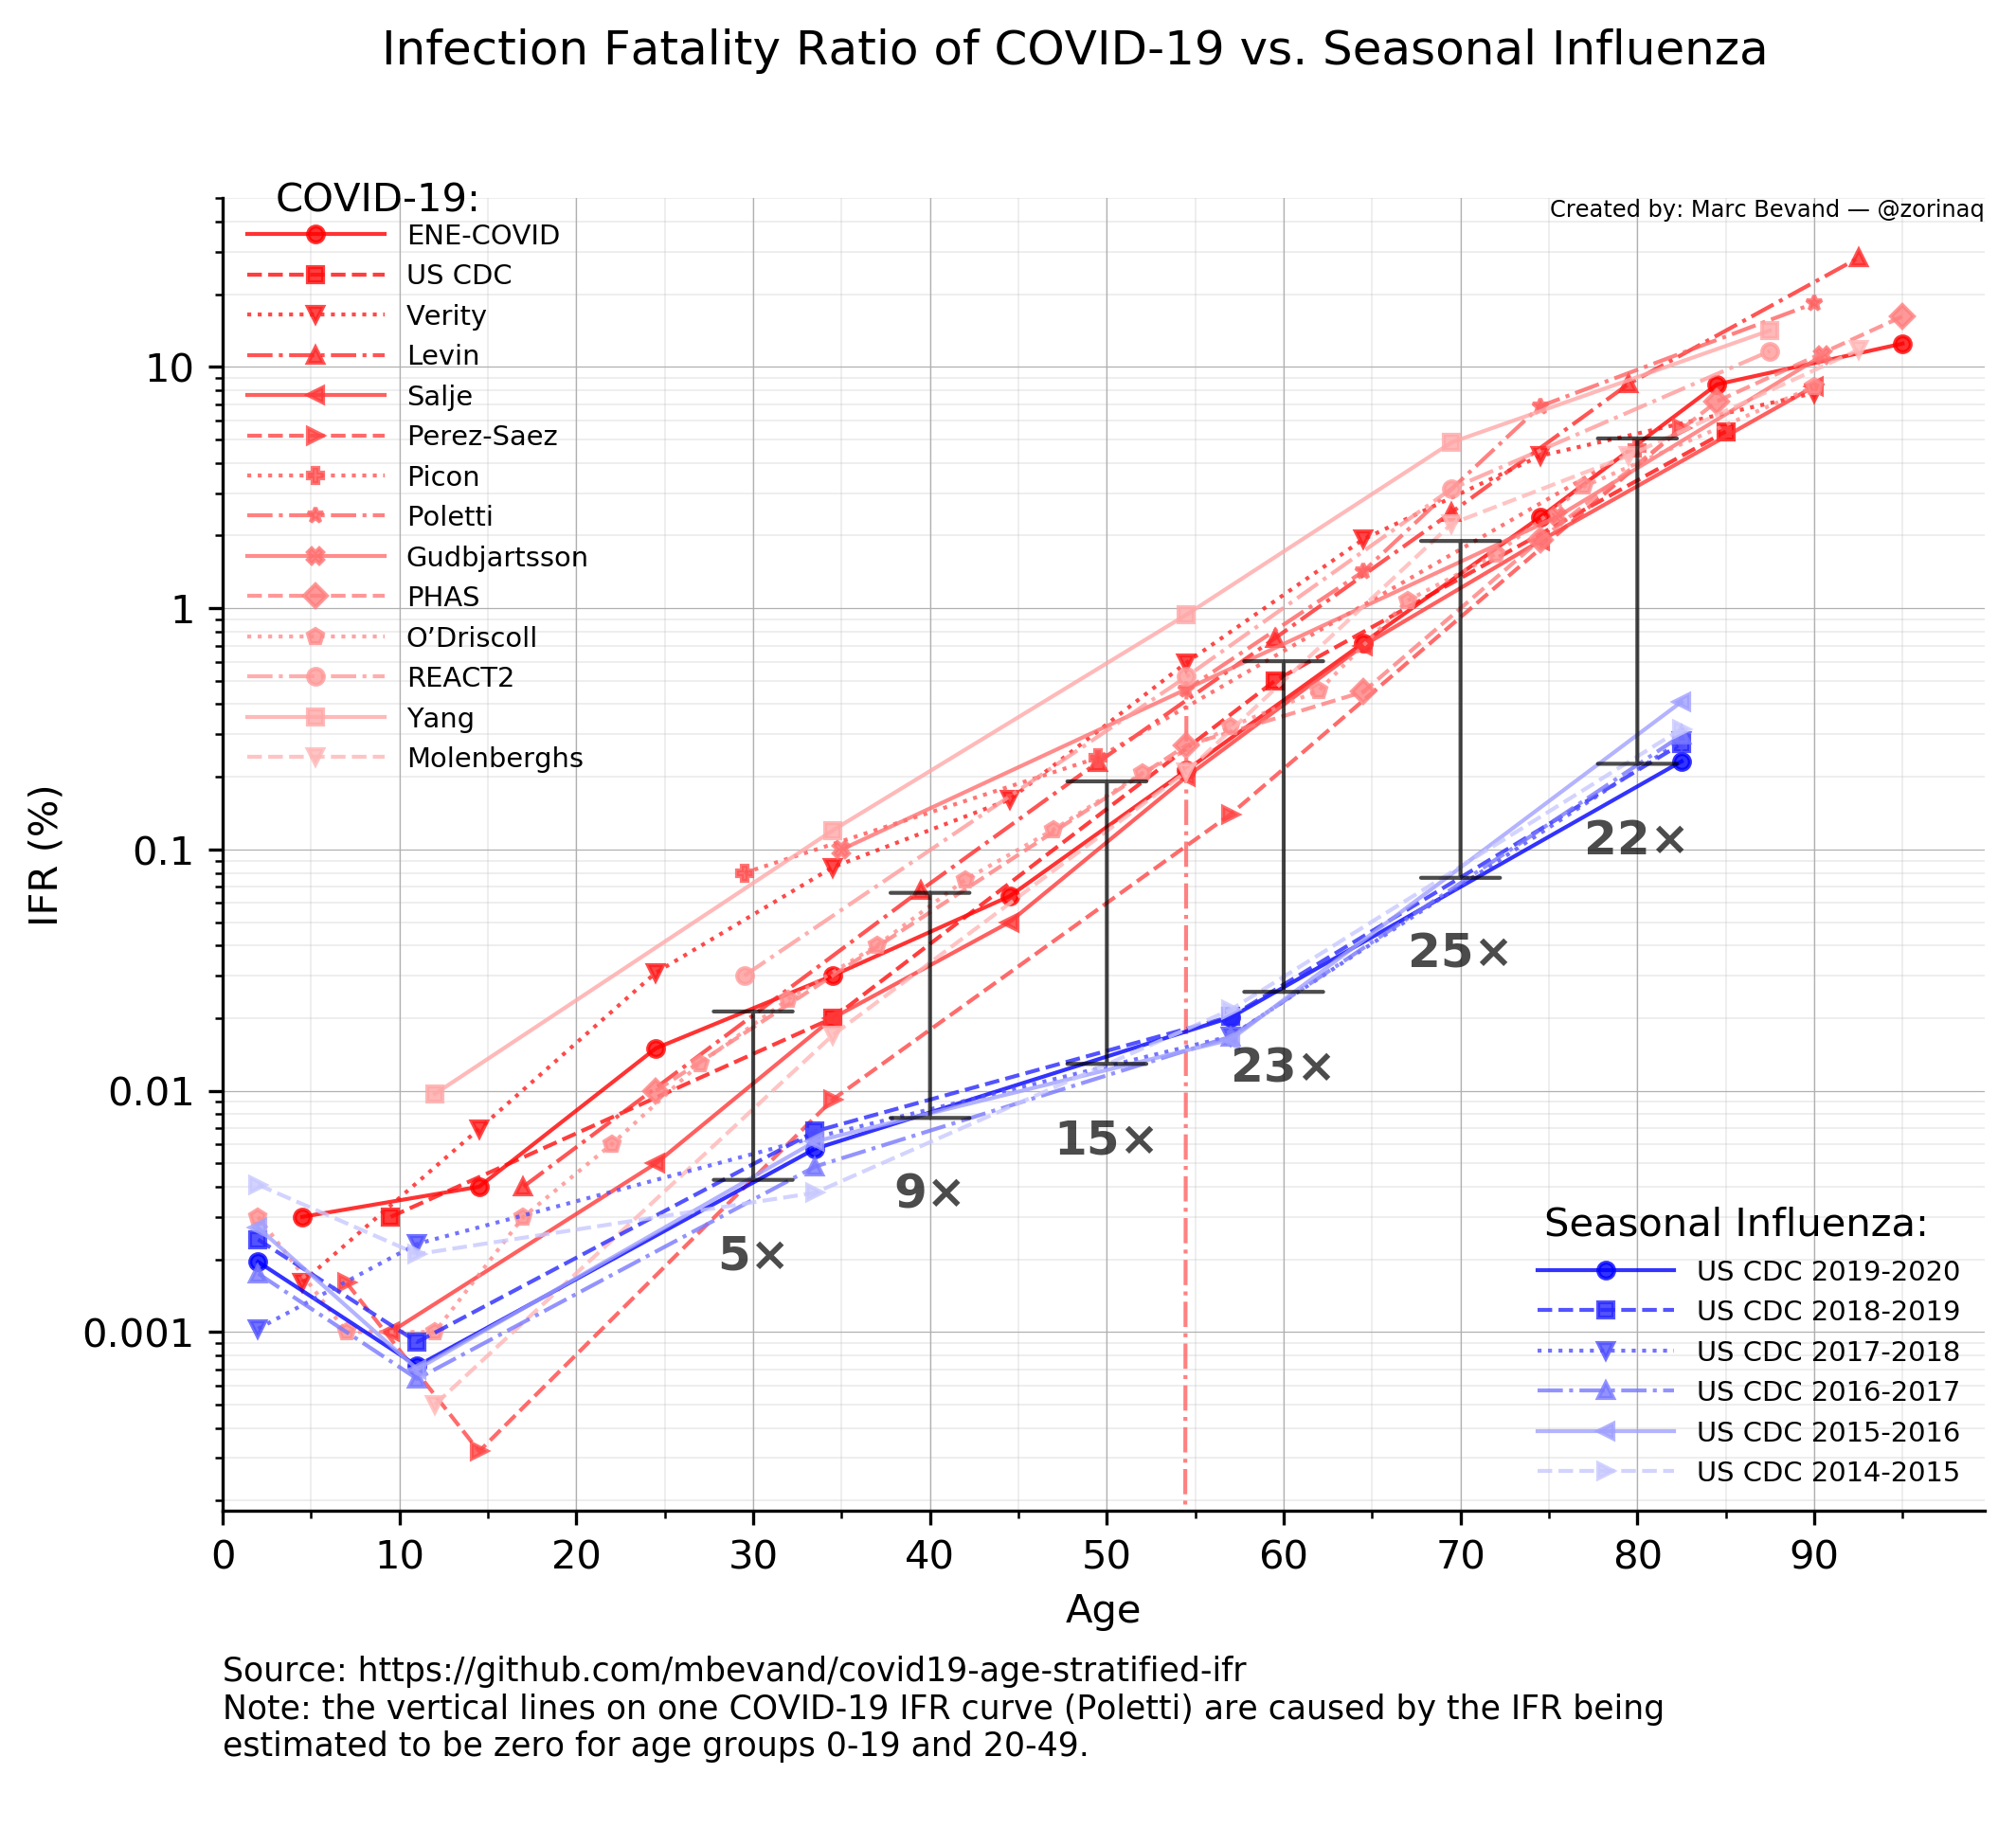 Infection Fatality Ratio of COVID-19 vs. Seasonal Influenza
COVID-19:
Created by: Marc Bevand — @zorinaq
ENE-COVID
US CDC
Verity
Levin
Salje
Perez-Saez
Picon
Poletti
Gudbjartsson
PHAS
O’Driscoll
REACT2
Yang
Molenberghs
IFR (%)
10
1
0.1
0.01
0.001
5×
9×
15×
23×
25×
22×
Seasonal Influenza:
US CDC 2019-2020
US CDC 2018-2019
US CDC 2017-2018
US CDC 2016-2017
US CDC 2015-2016
US CDC 2014-2015
0 10 20 30 40 50 60 70 80 90
Age
Source: https://github.com/mbevand/covid19-age-stratified-ifr
Note: the vertical lines on one COVID-19 IFR curve (Poletti) are caused by the IFR being
estimated to be zero for age groups 0-19 and 20-49.